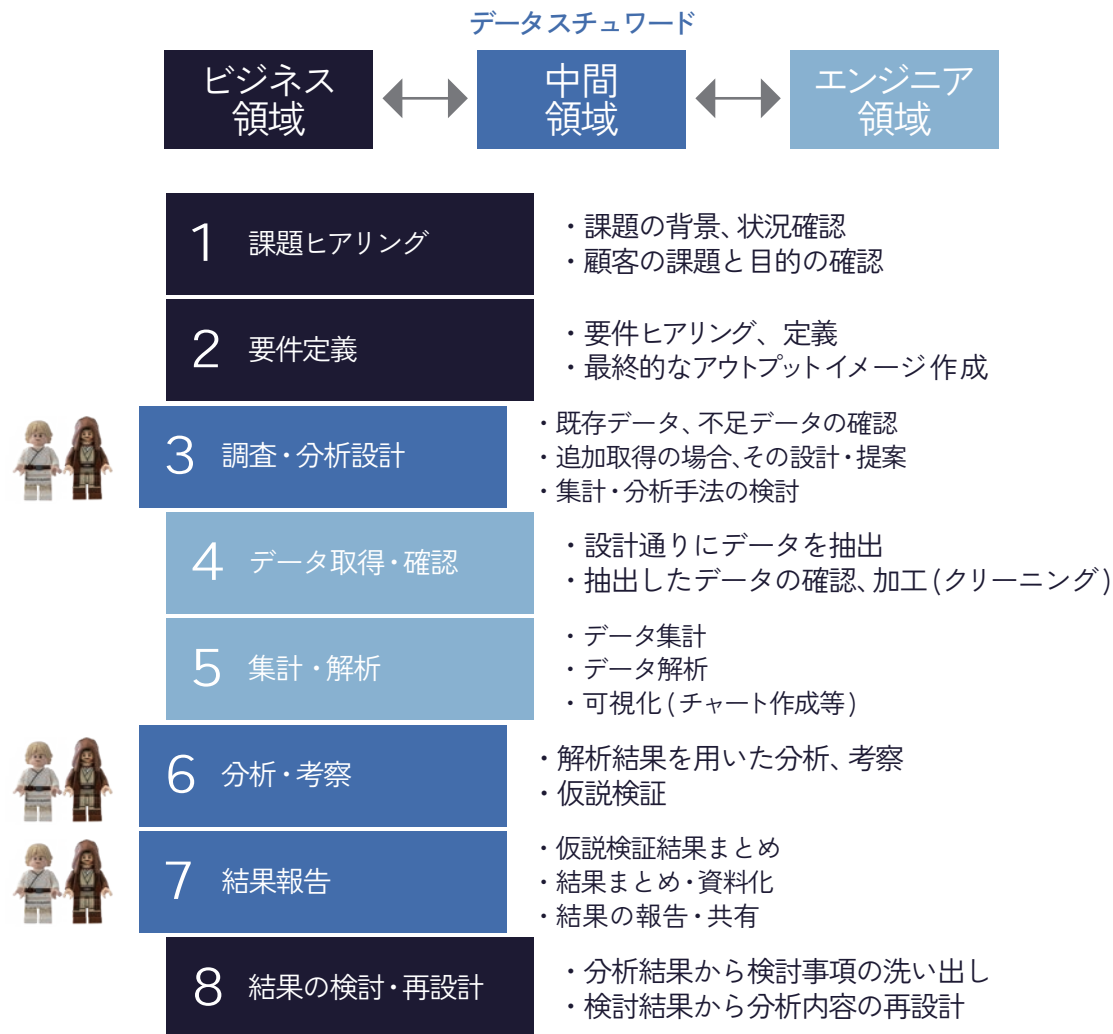 データスチュワード
ビジネス
領域
中間
領域
エンジニア
領域
1 課題ヒアリング
・課題の背景、状況確認
・顧客の課題と目的の確認
2 要件定義
・要件ヒアリング、定義
・最終的なアウトプットイメージ作成
3 調査・分析設計
・既存データ、不足データの確認
・追加取得の場合、その設計・提案
・集計・分析手法の検討
4 データ取得・確認
・設計通りにデータを抽出
・抽出したデータの確認、加工(クリーニング)
5 集計・解析
・データ集計
・データ解析
・可視化(チャート作成等)
6 分析・考察
・解析結果を用いた分析、考察
・仮説検証
7 結果報告
・仮説検証結果まとめ
・結果まとめ・資料化
・結果の報告・共有
8 結果の検討・再設計
・分析結果から検討事項の洗い出し
・検討結果から分析内容の再設計